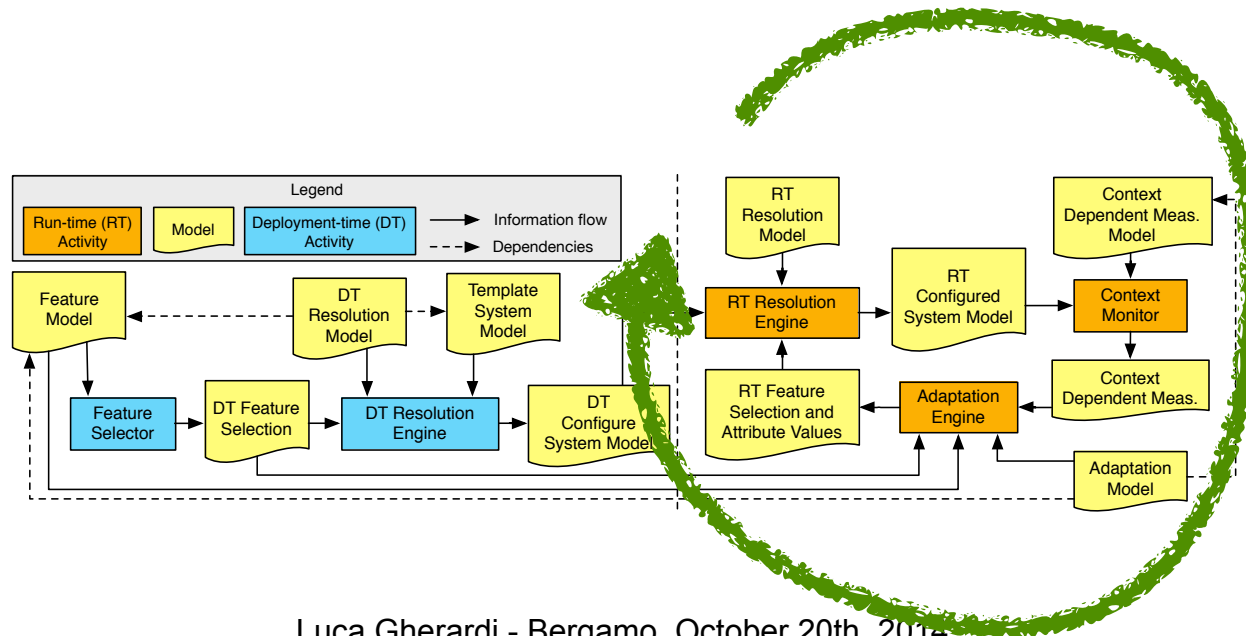 Legend
Run-time (RT)
Activity
Model
Deployment-time (DT)
Activity
Information flow
Dependencies
Feature
Model
DT
Resolution
Model
Template
System
Model
Feature
Selector
DT Feature
Selection
DT Resolution
Engine
DT
Configure
System Model
RT
Resolution
Model
RT Resolution
Engine
RT
Configured
System Model
Context
Dependent Meas.
Model
Context
Monitor
Context
Dependent Meas.
Adaptation
Engine
RT Feature
Selection and
Attribute Values
Adaptation
Model
Luca Gherardi - Bergamo, October 20th, 2014